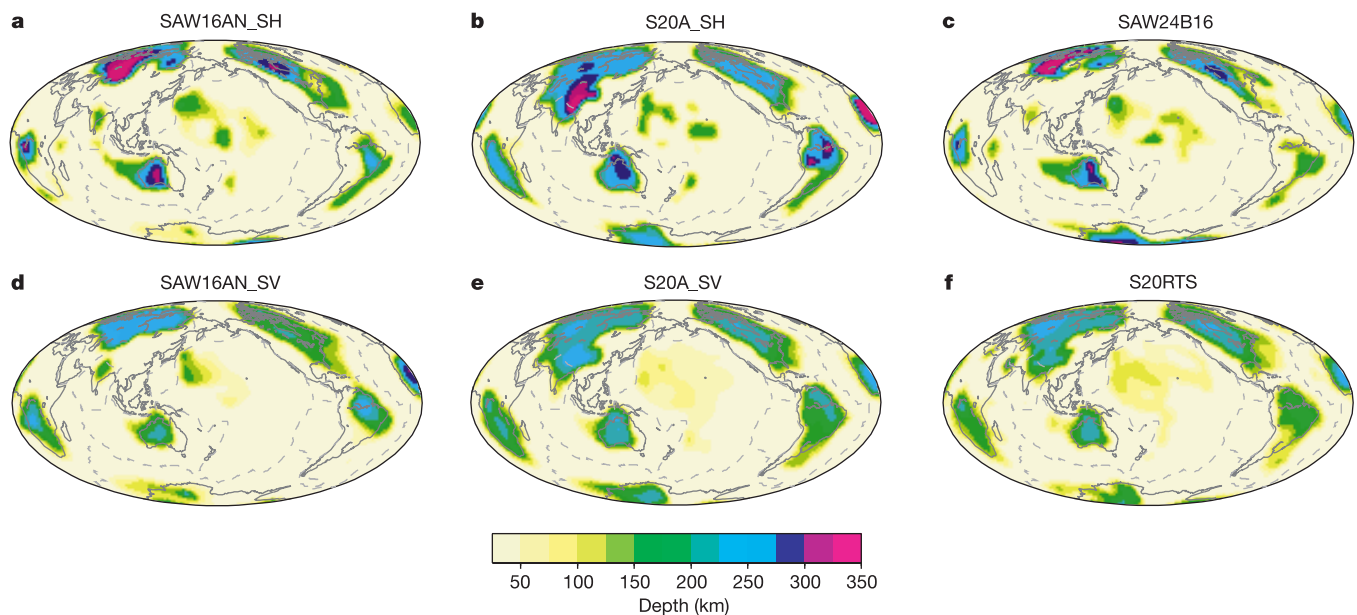 a SAW16AN_SH
b S20A_SH
c SAW24B16
d SAW16AN_SV
e S20A_SV
f S20RTS
50 100 150 200 250 300 350
Depth (km)